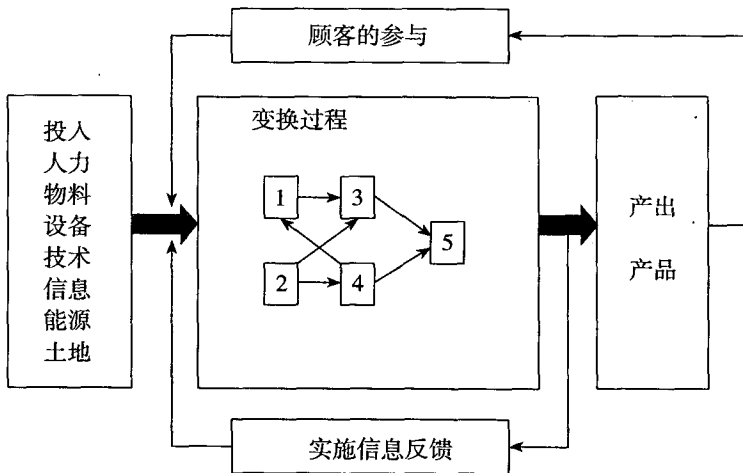 顾客的参与
投入
人力
物料
设备
技术
信息
能源
土地
变换过程
1
3
5
2
4
产出
产品
实施信息反馈